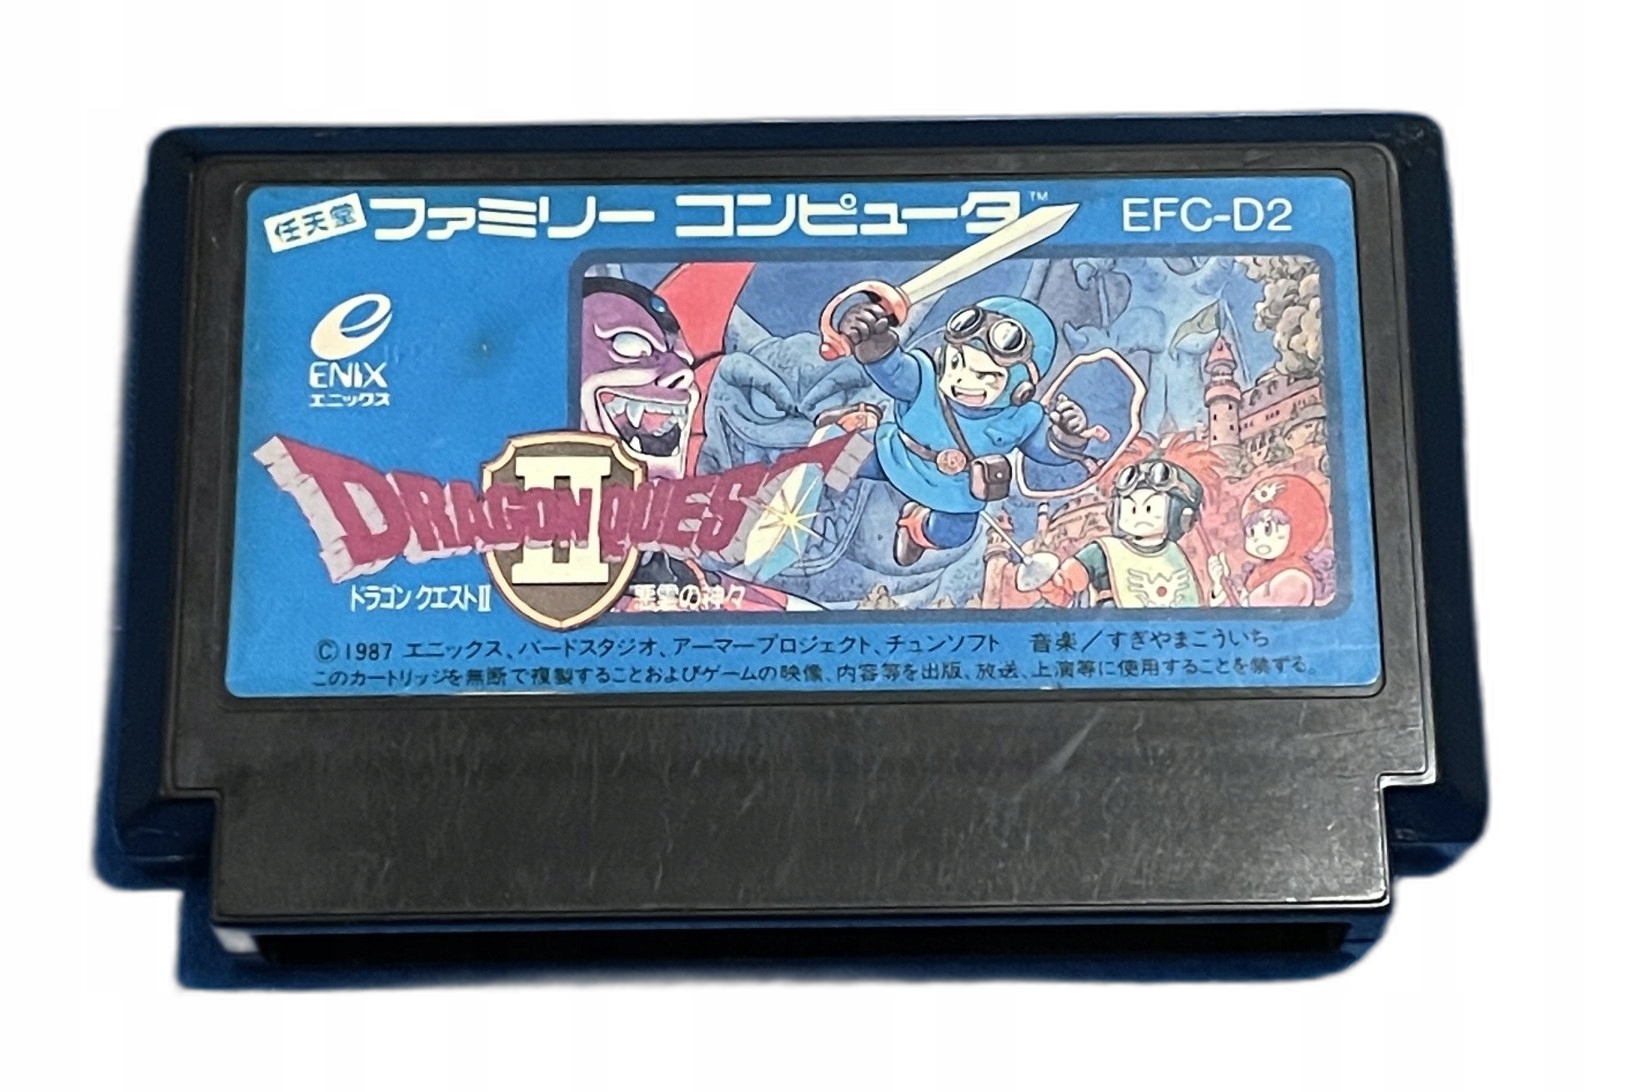 任天堂 ファミリー コンピュータ™ EFC-D2
ENIX
エニックス
DRAGON QUEST
II
ドラゴンクエストII 悪霊の神々
©1987 エニックス、バードスタジオ、アーマープロジェクト、チュンソフト 音楽／すぎやまこういち
このカートリッジを無断で複製することおよびゲームの映像、内容等を出版、放送、上演等に使用することを禁ずる。